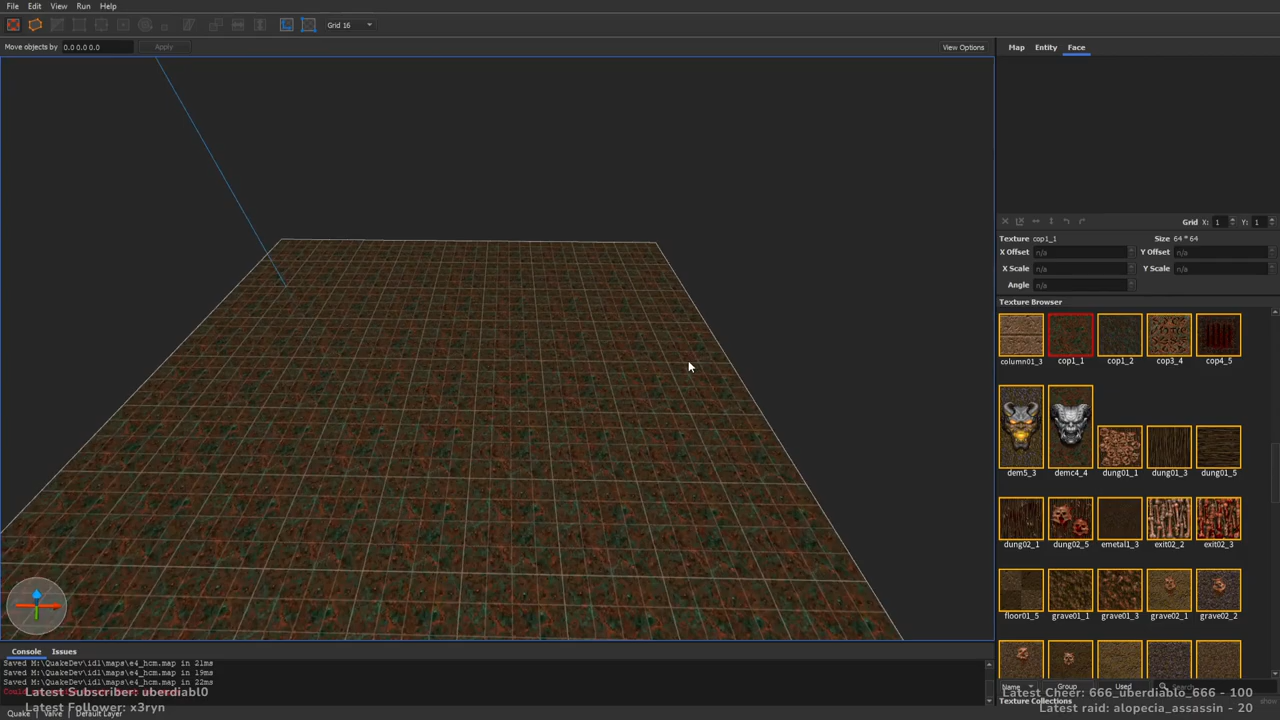 File Edit View Run Help
Grid 16
Move objects by 0.0 0.0 0.0 Apply View Options
Map Entity Face
Grid X: 1 Y: 1
Texture cop1_1 Size 64 * 64
X Offset n/a Y Offset n/a
X Scale n/a Y Scale n/a
Angle n/a
Texture Browser
column01_3 cop1_1 cop1_2 cop3_4 cop4_5
dem5_3 demc4_4 dung01_1 dung01_3 dung01_5
dung02_1 dung02_5 emetal1_3 exit02_2 exit02_3
floor01_5 grave01_1 grave01_3 grave02_1 grave02_2
Console Issues
Saved M:\QuakeDev\id1\maps\e4_hcm.map in 21ms
Saved M:\QuakeDev\id1\maps\e4_hcm.map in 19ms
Saved M:\QuakeDev\id1\maps\e4_hcm.map in 22ms
Latest Subscriber: uberdiabl0
Latest Follower: x3ryn
Quake Valve Default Layer
Name Group Used Search
Latest Cheer: 666_uberdiablo_666 - 100
Texture Collections show
Latest raid: alopecia_assassin - 20